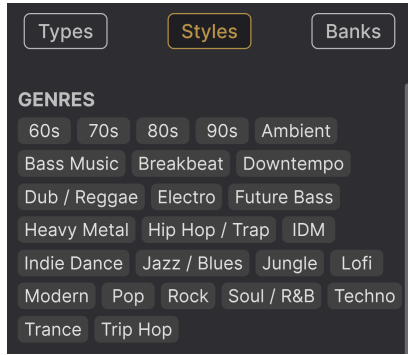 Types Styles Banks
GENRES
60s 70s 80s 90s Ambient
Bass Music Breakbeat Downtempo
Dub / Reggae Electro Future Bass
Heavy Metal Hip Hop / Trap IDM
Indie Dance Jazz / Blues Jungle Lofi
Modern Pop Rock Soul / R&B Techno
Trance Trip Hop